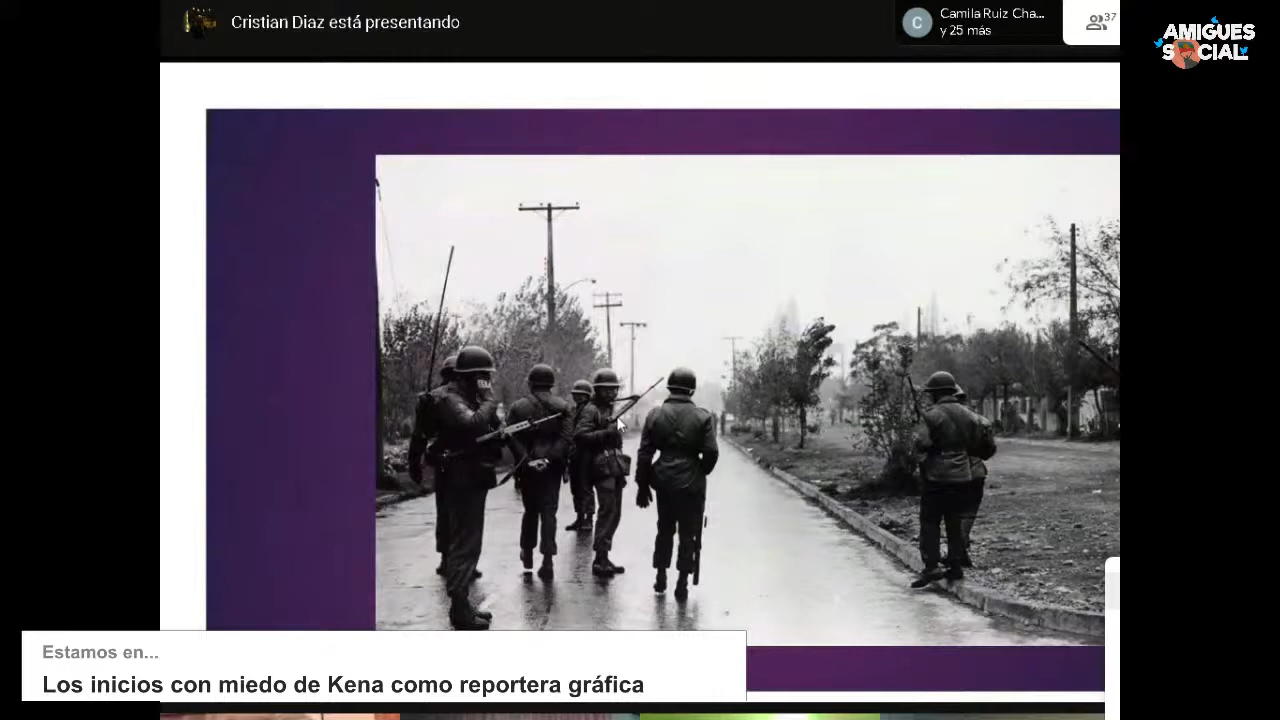 Cristian Diaz está presentando
Camila Ruiz Cha...
y 25 más
C
37
AMIGUES
SOCIAL
Estamos en...
Los inicios con miedo de Kena como reportera gráfica